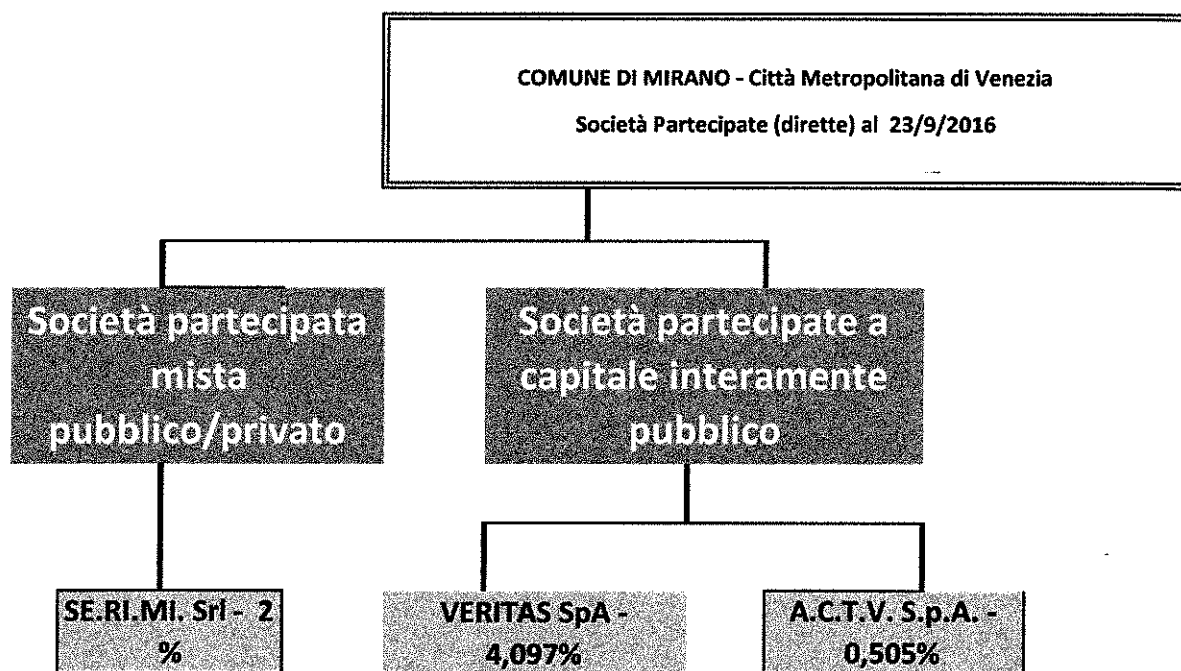 COMUNE DI MIRANO - Città Metropolitana di Venezia
Società Partecipate (dirette) al 23/9/2016
Società partecipata
mista
pubblico/privato
Società partecipate a
capitale interamente
pubblico
SE.RI.MI. Srl - 2
%
VERITAS SpA -
4,097%
A.C.T.V. S.p.A. -
0,505%